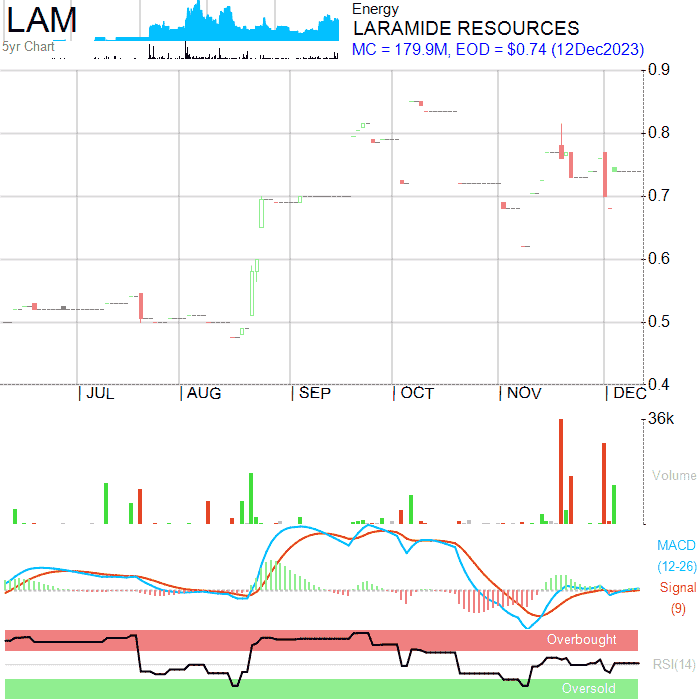 LAM
5yr Chart
Energy
LARAMIDE RESOURCES
MC = 179.9M, EOD = $0.74 (12Dec2023)
0.9
0.8
0.7
0.6
0.5
0.4
| JUL | AUG | SEP | OCT | NOV | DEC
36k
Volume
MACD
(12-26)
Signal
(9)
Overbought
RSI(14)
Oversold